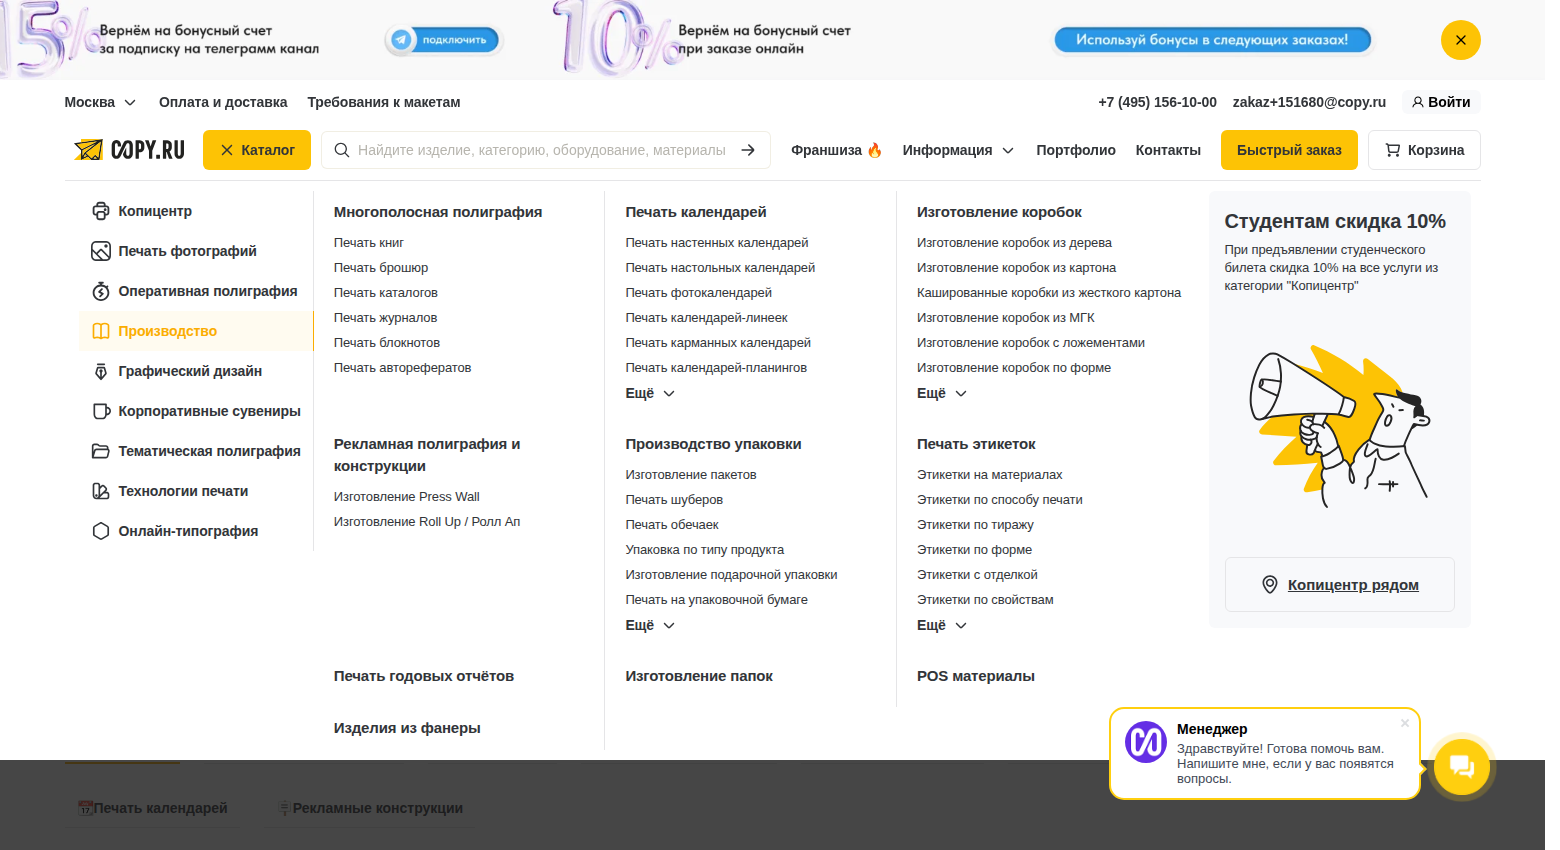 15% Вернём на бонусный счет
за подписку на телеграмм канал
подключить
10% Вернём на бонусный счет
при заказе онлайн
Используй бонусы в следующих заказах!
Москва Оплата и доставка Требования к макетам +7 (495) 156-10-00 zakaz+151680@copy.ru Войти
COPY.RU Каталог Найдите изделие, категорию, оборудование, материалы Франшиза 🔥 Информация Портфолио Контакты Быстрый заказ Корзина
Копицентр
Печать фотографий
Оперативная полиграфия
Производство
Графический дизайн
Корпоративные сувениры
Тематическая полиграфия
Технологии печати
Онлайн-типография
Многополосная полиграфия
Печать книг
Печать брошюр
Печать каталогов
Печать журналов
Печать блокнотов
Печать авторефератов
Печать календарей
Печать настенных календарей
Печать настольных календарей
Печать фотокалендарей
Печать календарей-линеек
Печать карманных календарей
Печать календарей-планингов
Ещё
Изготовление коробок
Изготовление коробок из дерева
Изготовление коробок из картона
Кашированные коробки из жесткого картона
Изготовление коробок из МГК
Изготовление коробок с ложементами
Изготовление коробок по форме
Ещё
Рекламная полиграфия и
конструкции
Изготовление Press Wall
Изготовление Roll Up / Ролл Ап
Производство упаковки
Изготовление пакетов
Печать шуберов
Печать обечаек
Упаковка по типу продукта
Изготовление подарочной упаковки
Печать на упаковочной бумаге
Ещё
Печать этикеток
Этикетки на материалах
Этикетки по способу печати
Этикетки по тиражу
Этикетки по форме
Этикетки с отделкой
Этикетки по свойствам
Ещё
Печать годовых отчётов
Изготовление папок
POS материалы
Изделия из фанеры
Студентам скидка 10%
При предъявлении студенческого
билета скидка 10% на все услуги из
категории "Копицентр"
Копицентр рядом
Менеджер
Здравствуйте! Готова помочь вам.
Напишите мне, если у вас появятся
вопросы.
Печать календарей
Рекламные конструкции